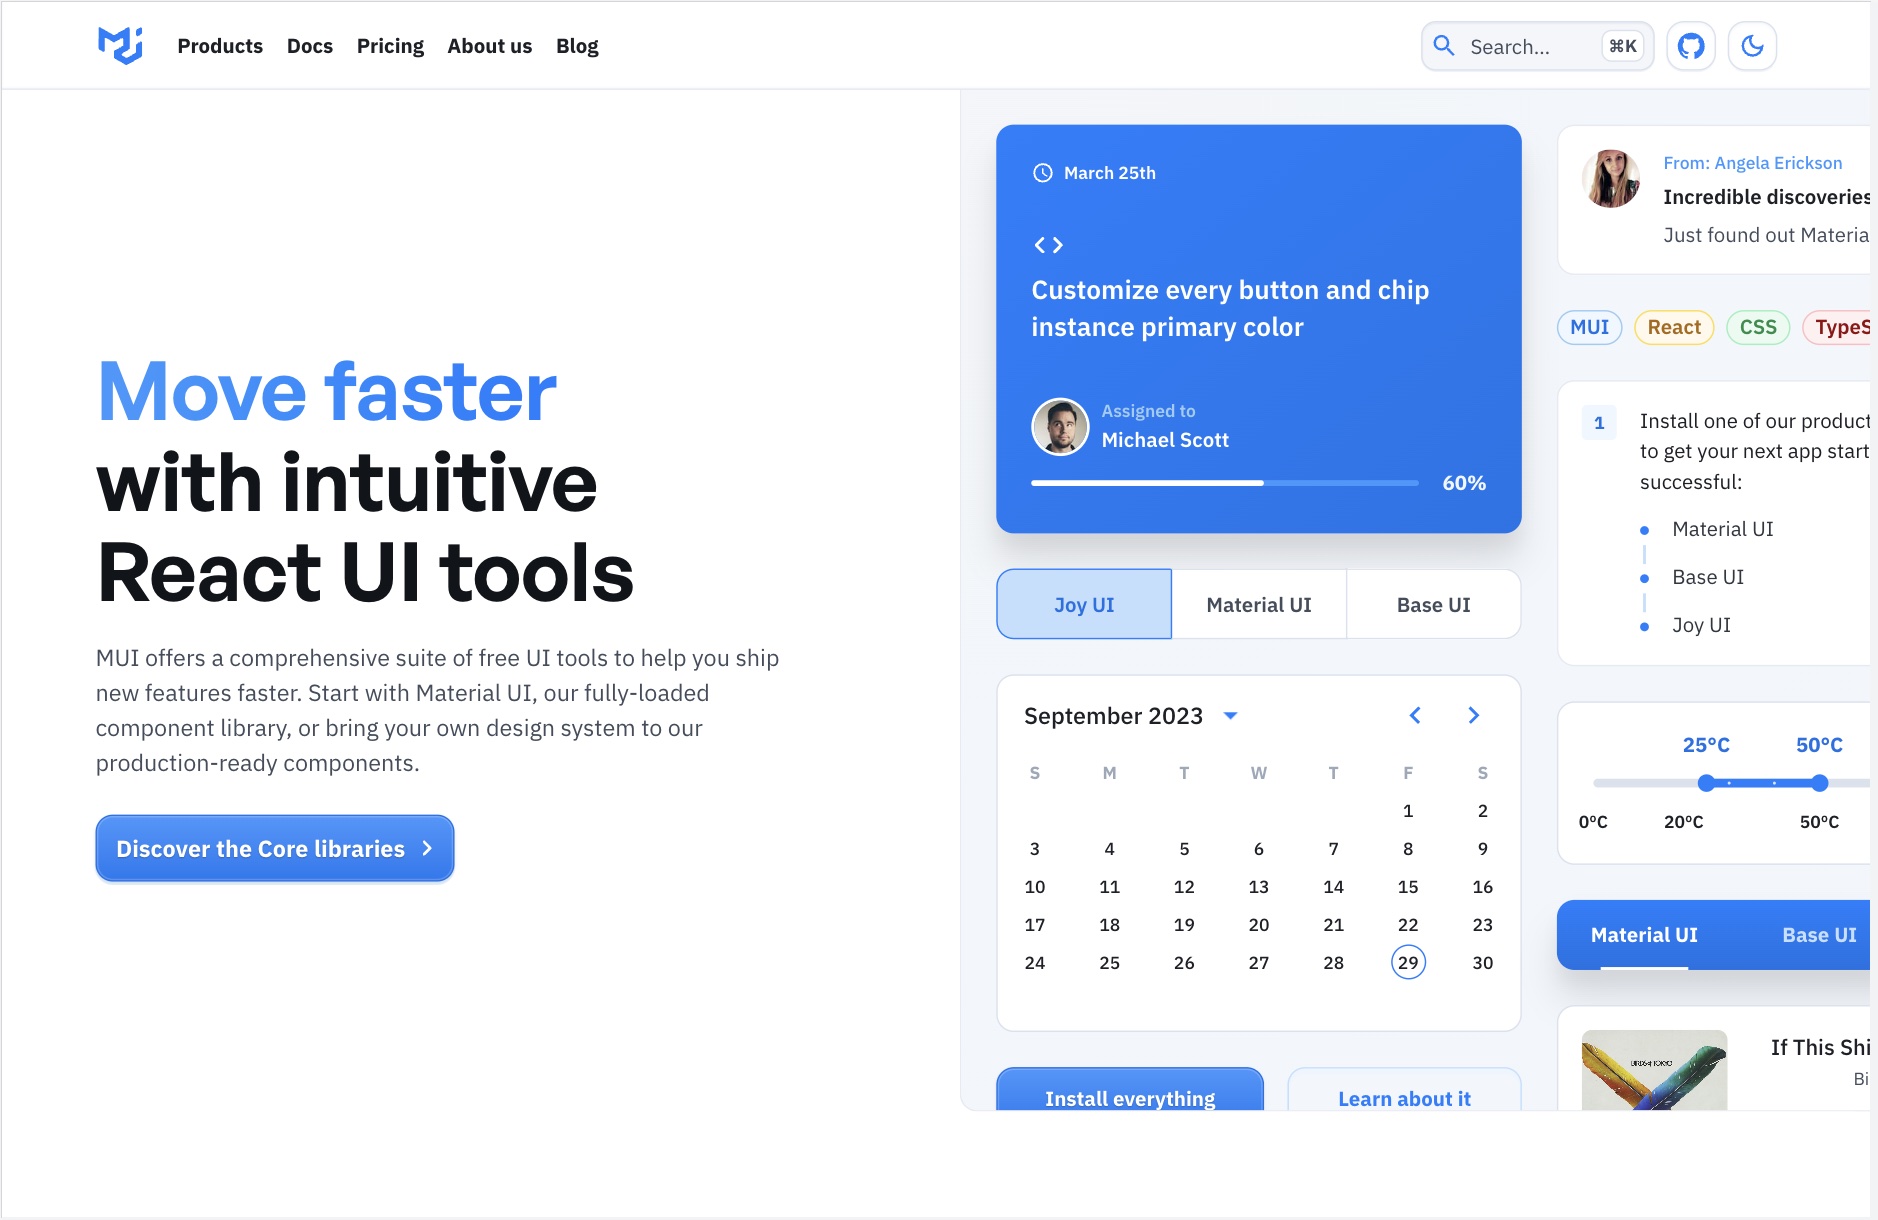 Products Docs Pricing About us Blog
Search... ⌘K
Move faster
with intuitive
React UI tools
MUI offers a comprehensive suite of free UI tools to help you ship
new features faster. Start with Material UI, our fully-loaded
component library, or bring your own design system to our
production-ready components.
Discover the Core libraries
March 25th
Customize every button and chip
instance primary color
Assigned to
Michael Scott
60%
Joy UI Material UI Base UI
September 2023
S M T W T F S
1 2
3 4 5 6 7 8 9
10 11 12 13 14 15 16
17 18 19 20 21 22 23
24 25 26 27 28 29 30
Install everything Learn about it
From: Angela Erickson
Incredible discoveries
Just found out Materia
MUI React CSS TypeS
1
Install one of our product
to get your next app start
successful:
Material UI
Base UI
Joy UI
25°C 50°C
0°C 20°C 50°C
Material UI Base UI
BIRDS OF TOKYO
If This Shi
Bi